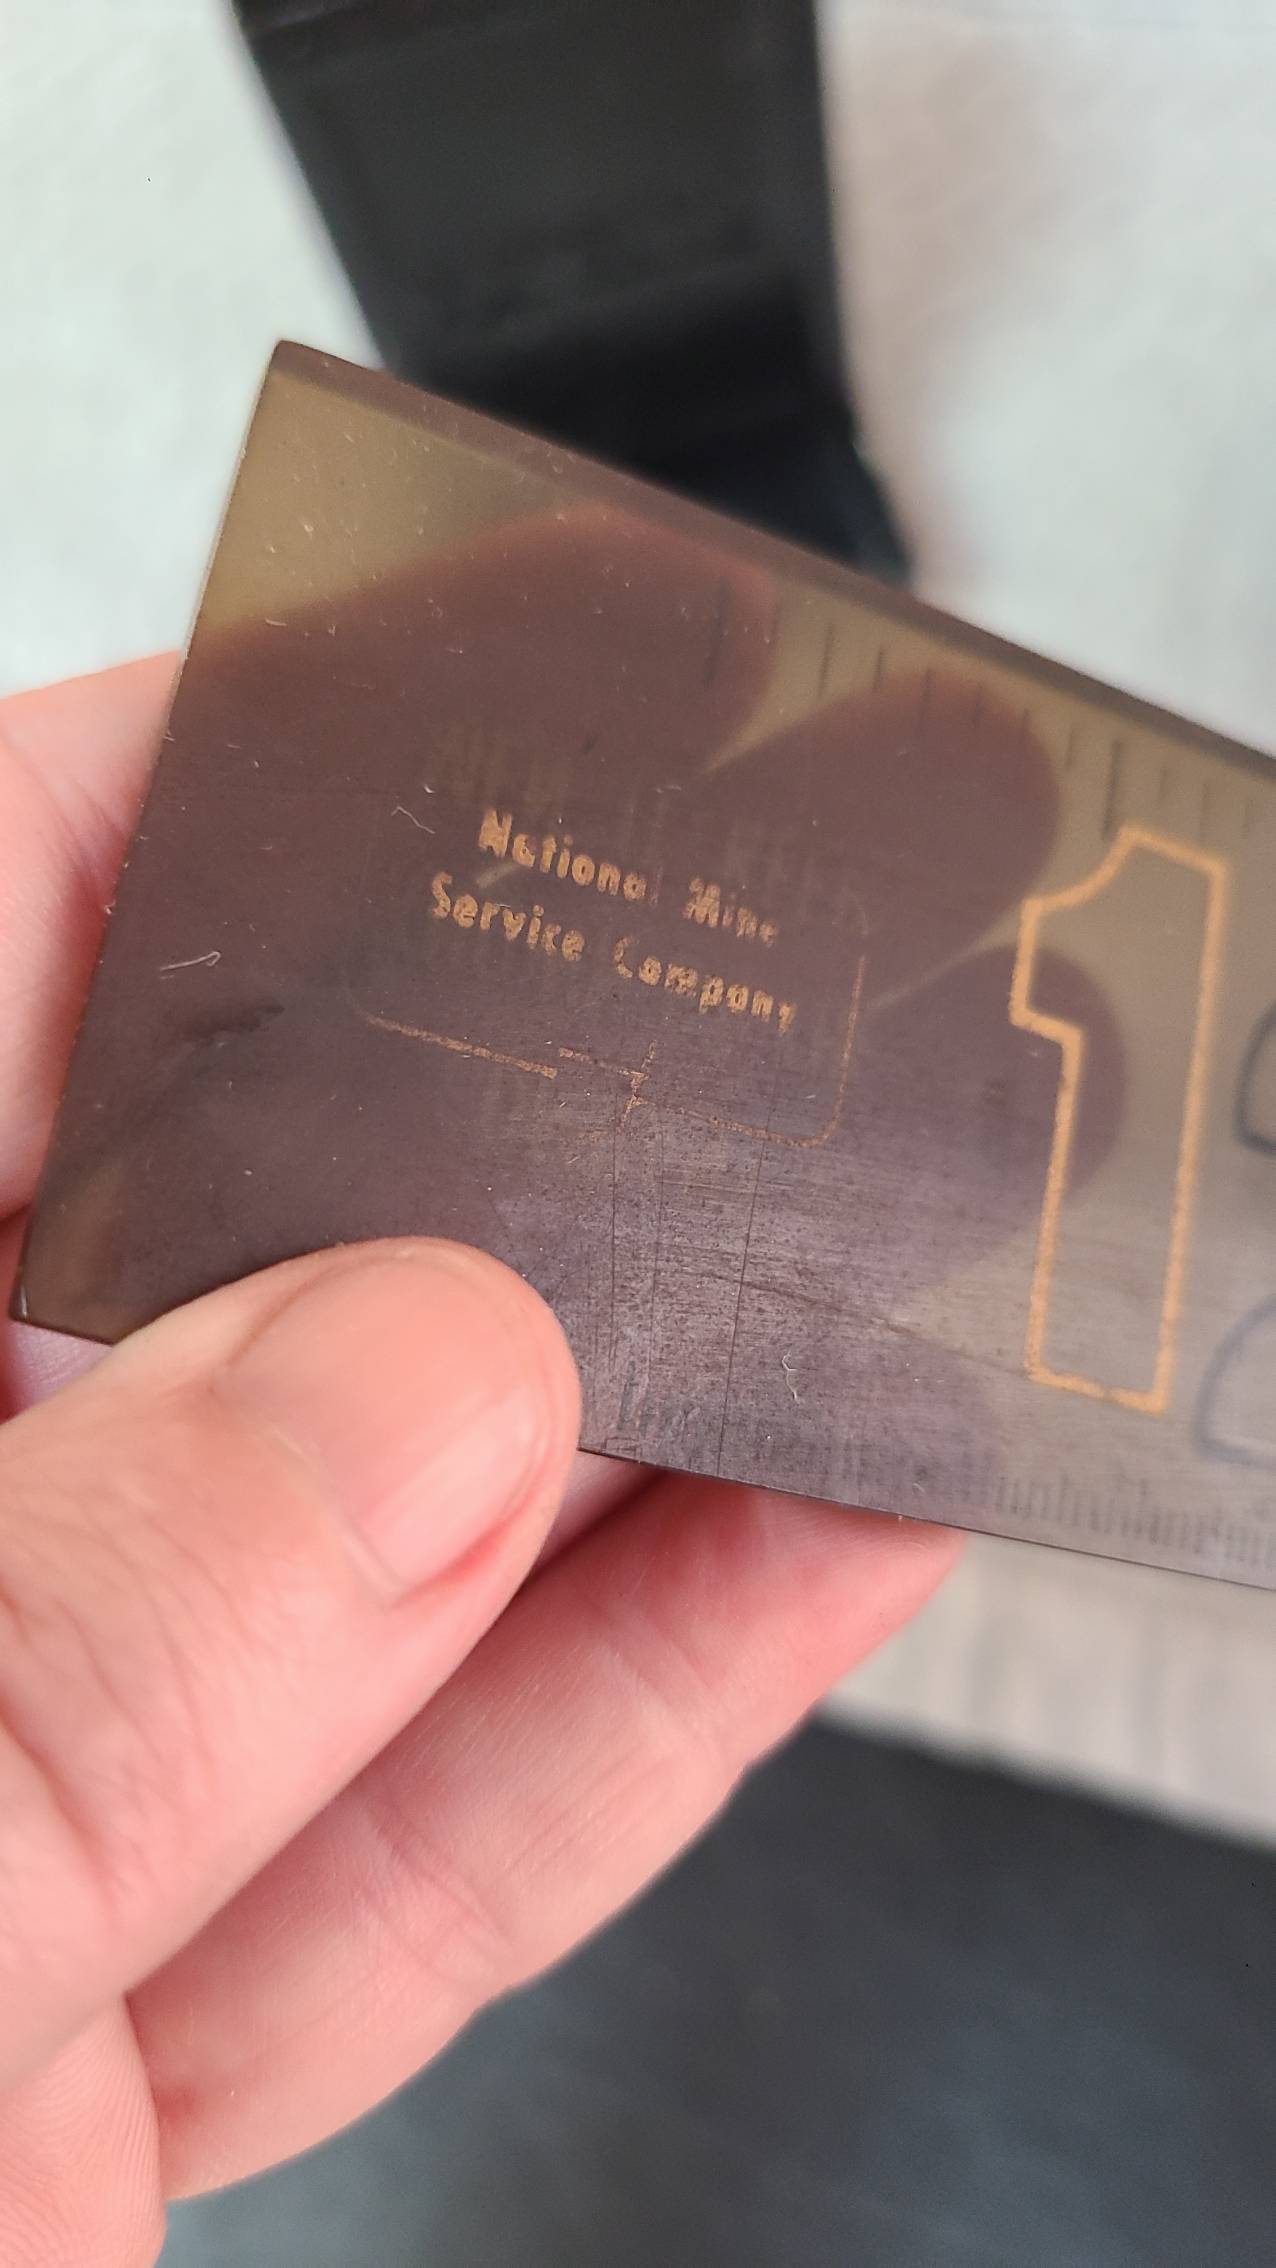 National Mine
Service Company
1